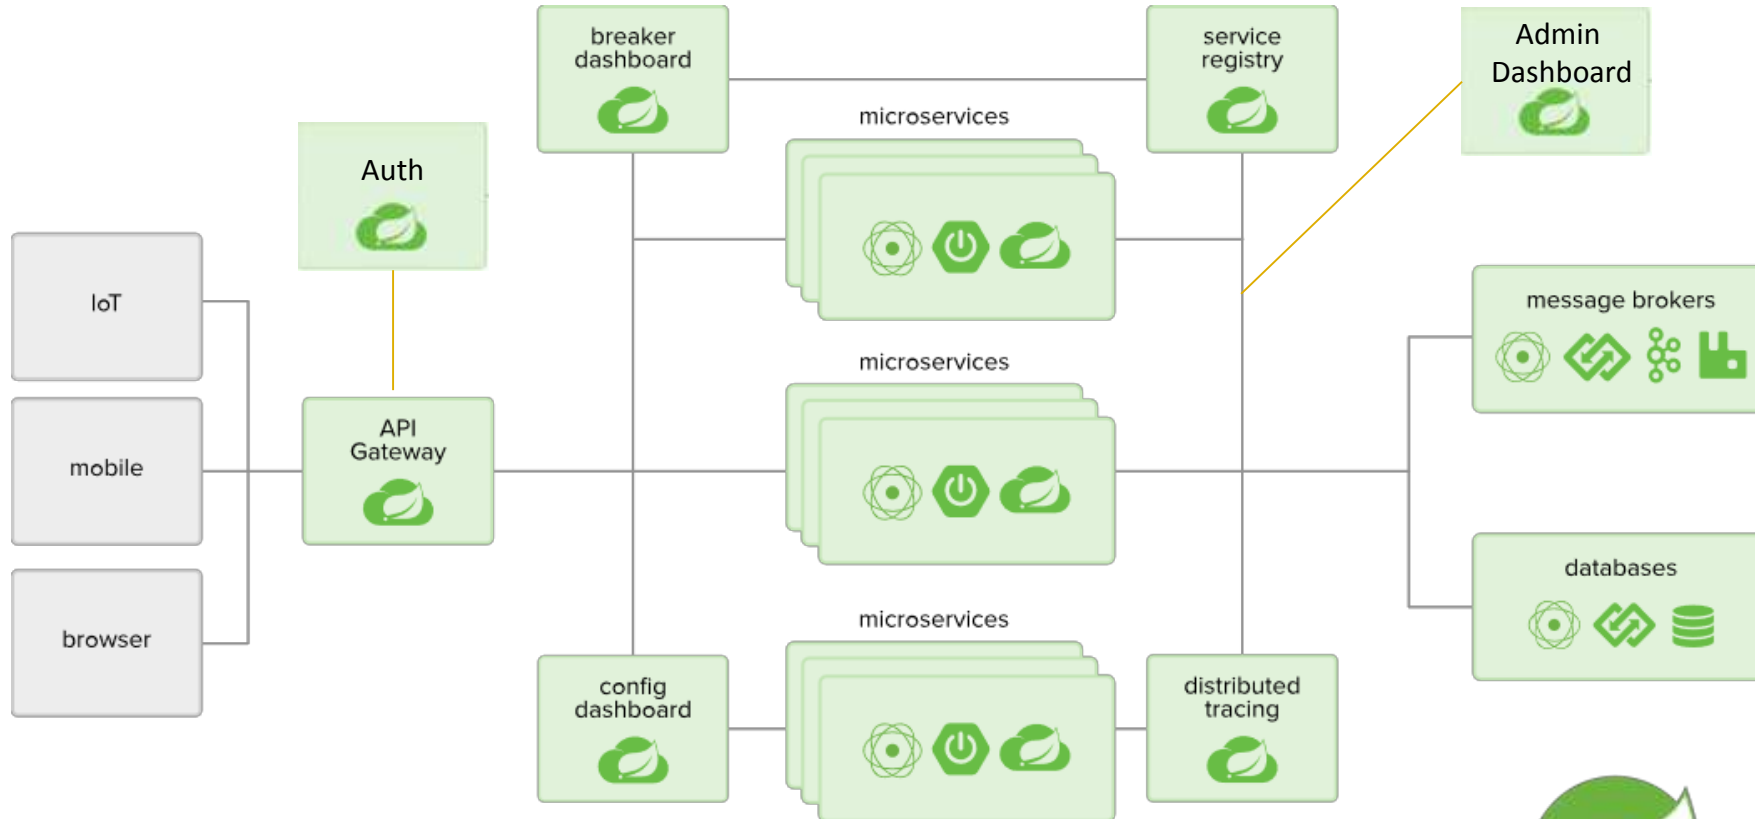 breaker
dashboard
service
registry
Admin
Dashboard
microservices
Auth
IoT
message brokers
microservices
API
Gateway
mobile
databases
microservices
browser
config
dashboard
distributed
tracing